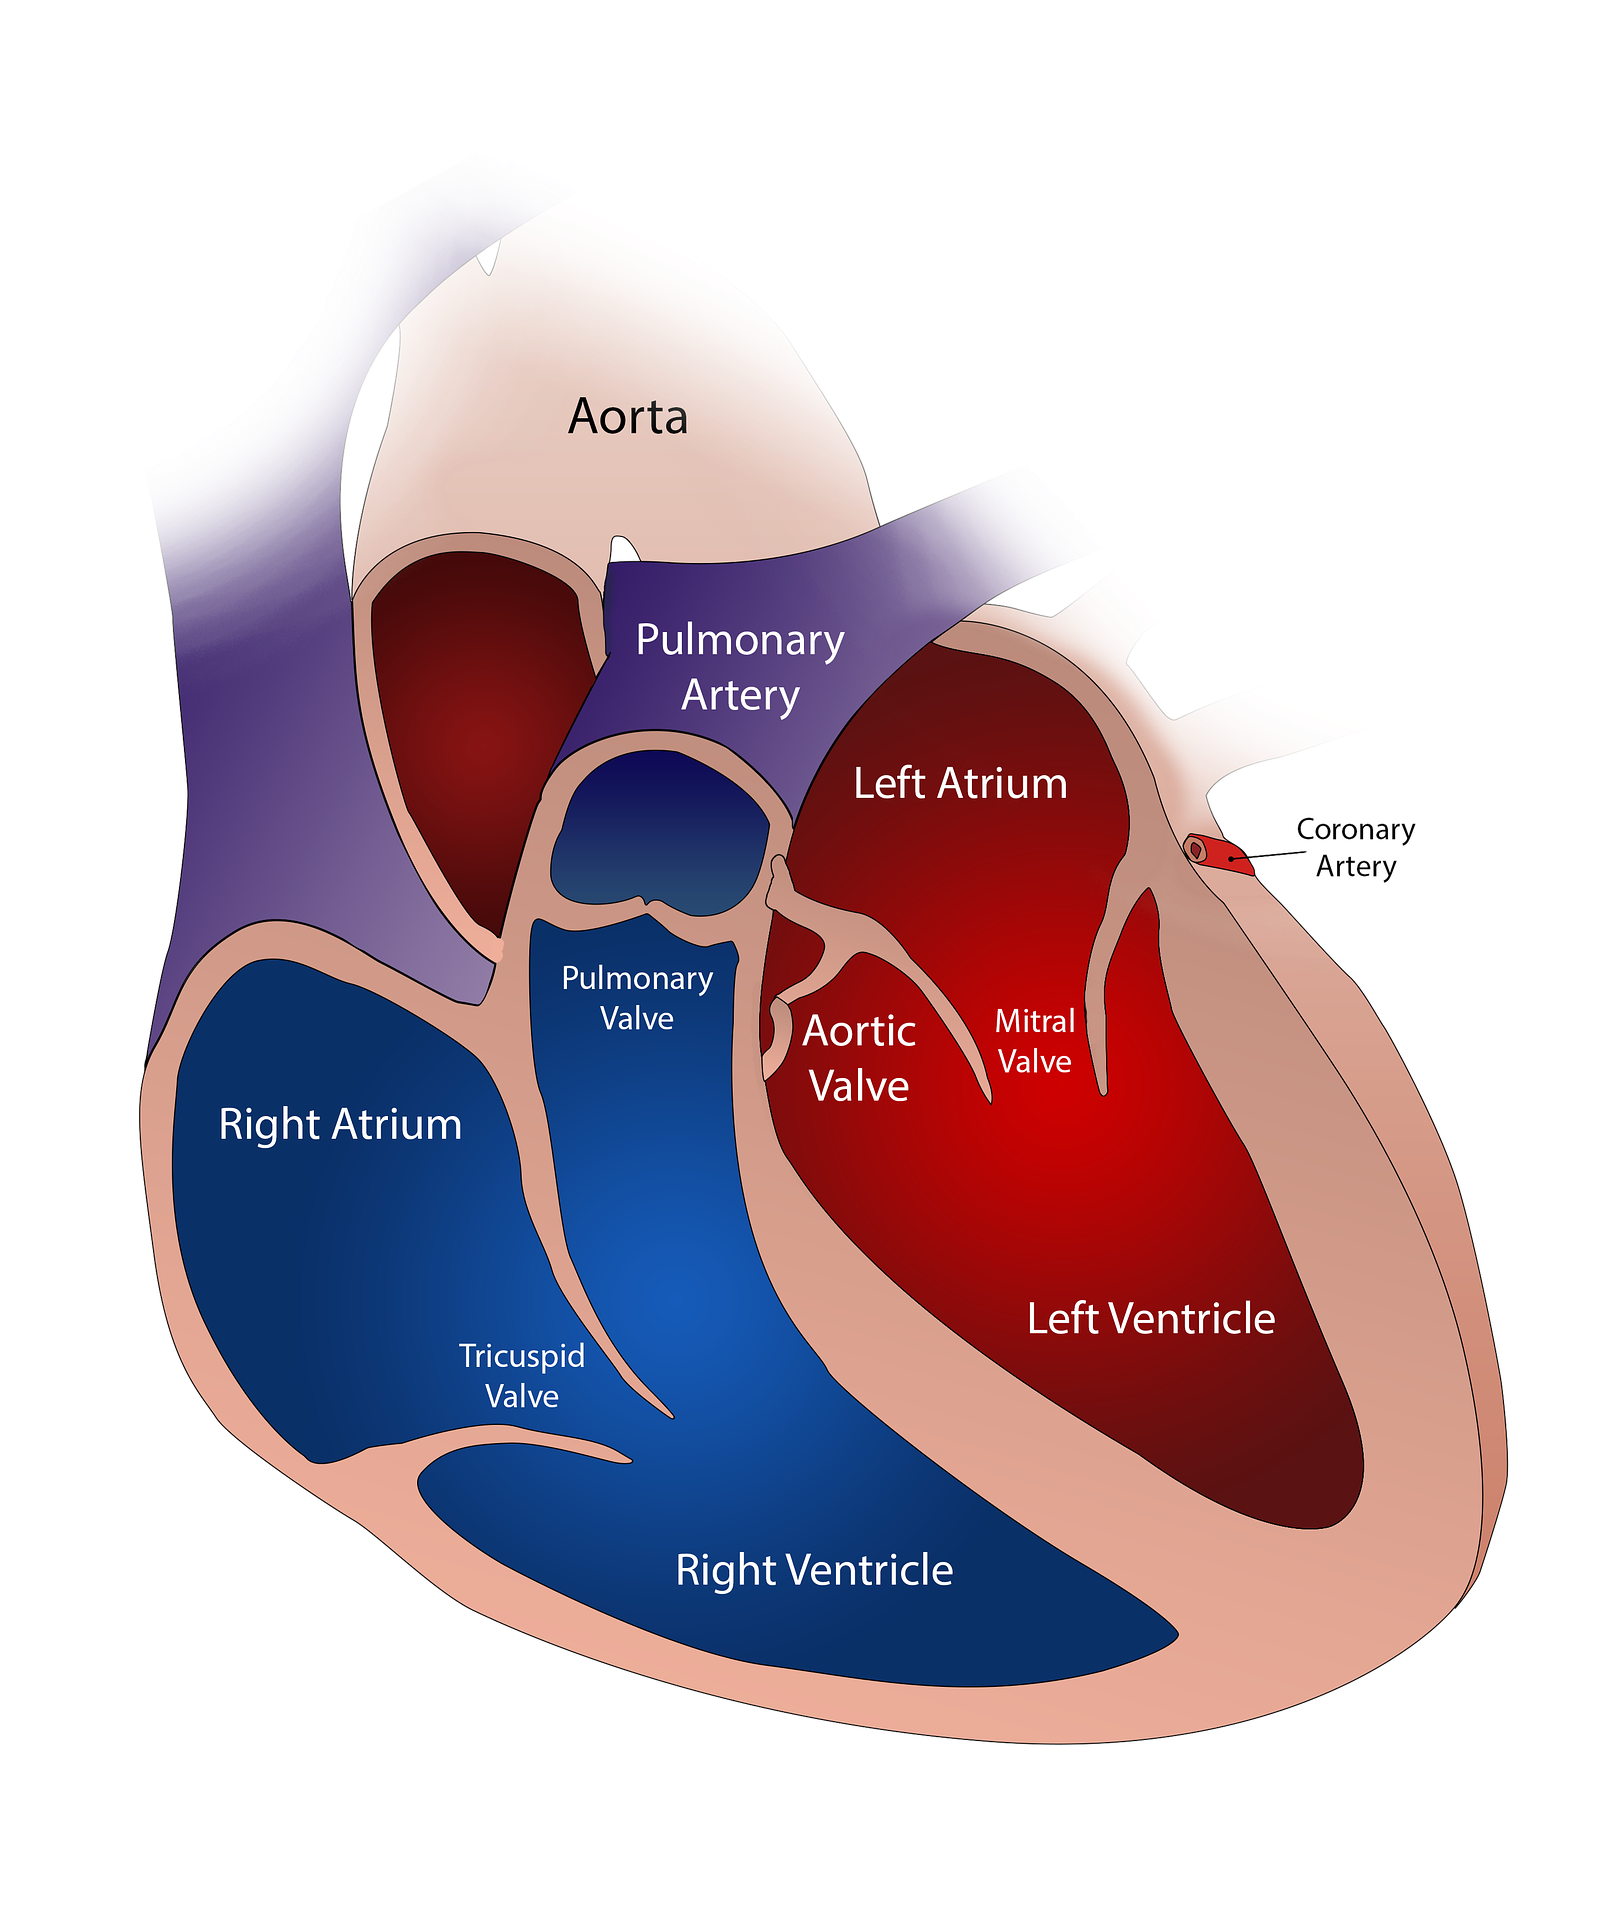 Aorta
Pulmonary
Artery
Left Atrium
Coronary
Artery
Pulmonary
Valve
Aortic
Valve
Mitral
Valve
Right Atrium
Left Ventricle
Tricuspid
Valve
Right Ventricle